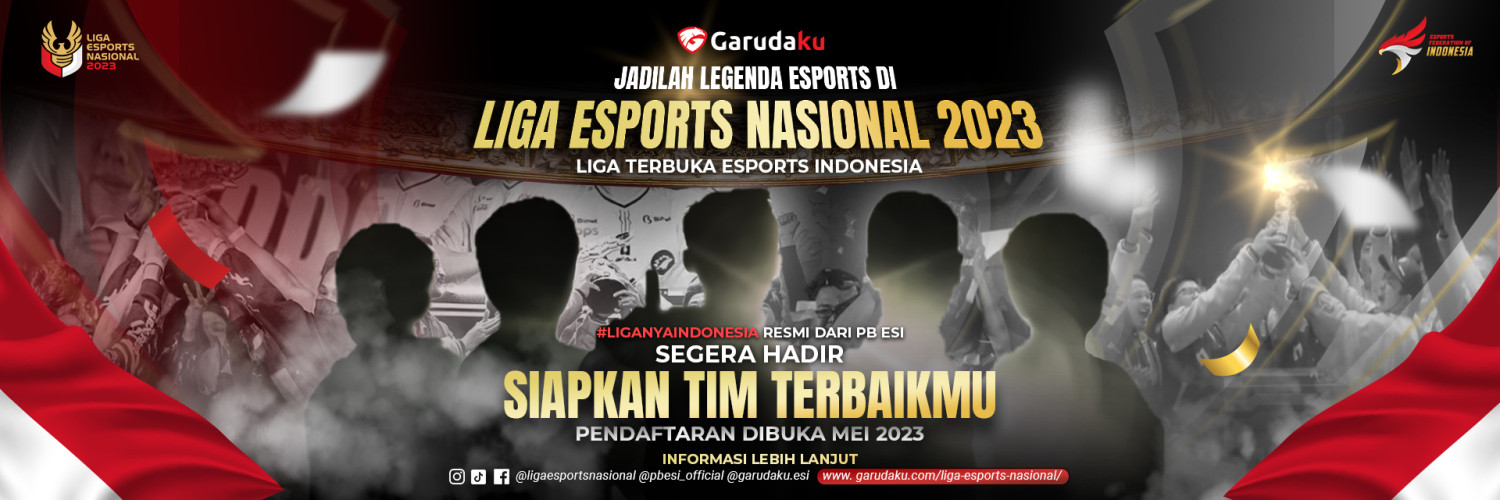 LIGA
ESPORTS
NASIONAL
2023
Garudaku
ESPORTS
FEDERATION OF
INDONESIA
JADILAH LEGENDA ESPORTS DI
LIGA ESPORTS NASIONAL 2023
LIGA TERBUKA ESPORTS INDONESIA
#LIGANYAINDONESIA RESMI DARI PB ESI
SEGERA HADIR
SIAPKAN TIM TERBAIKMU
PENDAFTARAN DIBUKA MEI 2023
INFORMASI LEBIH LANJUT
@ligaesportsnasional @pbesi_official @garudaku.esi www. garudaku.com/liga-esports-nasional/